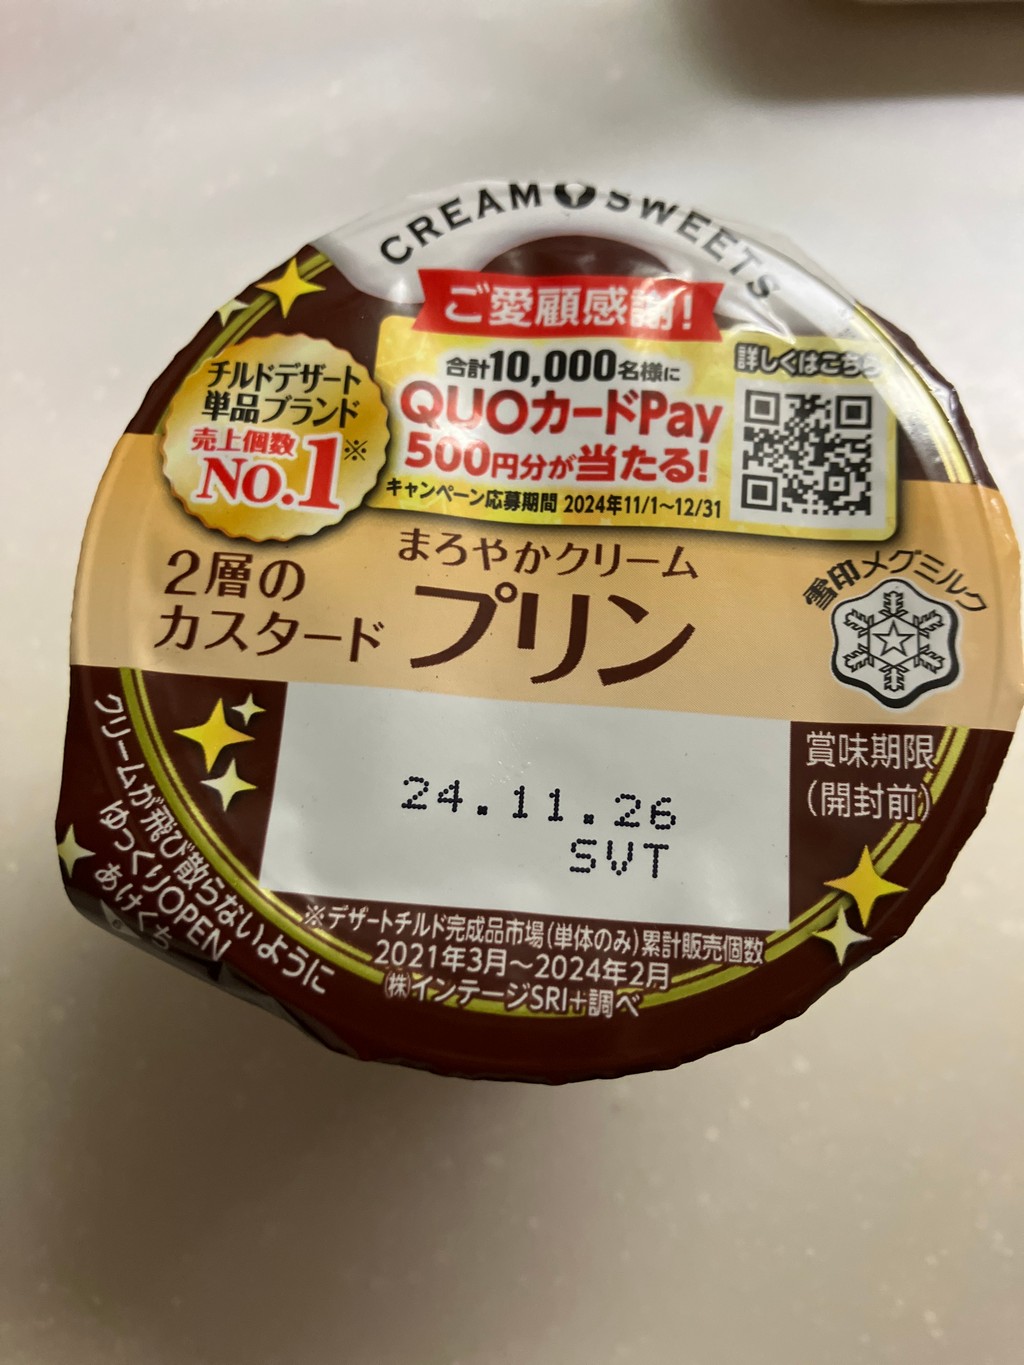 CREAM SWEETS
ご愛顧感謝!
チルドデザート
単品ブランド
売上個数
No.1※
合計10,000名様に
QUOカードPay
500円分が当たる!
キャンペーン応募期間 2024年11/1〜12/31
詳しくはこちら
2層の
カスタード
まろやかクリーム
プリン
雪印メグミルク
賞味期限
(開封前)
24.11.26
SVT
※デザートチルド完成品市場(単体のみ)累計販売個数
2021年3月〜2024年2月
㈱インテージSRI+調べ
クリームが飛び散らないように
ゆっくりOPEN
あけくち